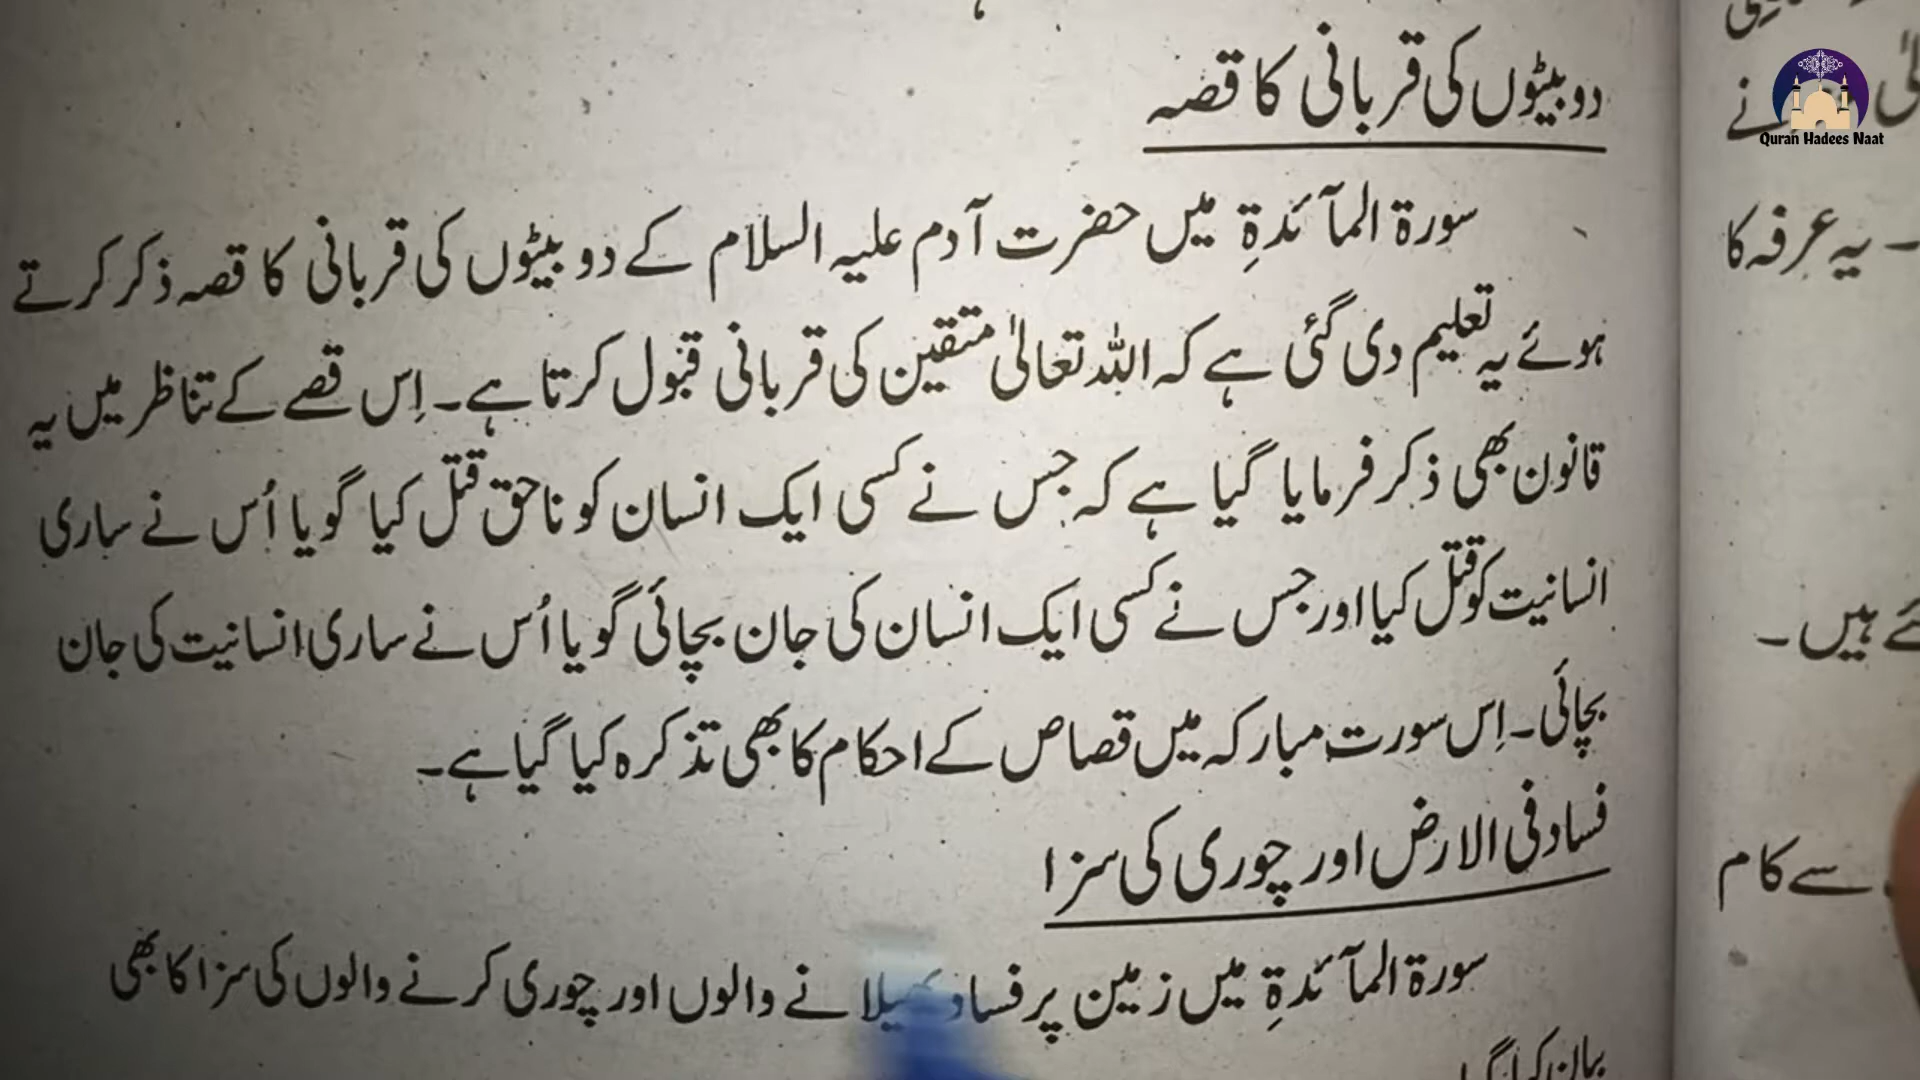 دو بیٹوں کی قربانی کا قصہ
سورۃ المآئدۃِ میں حضرت آدم علیہ السلام کے دو بیٹوں کی قربانی کا قصہ ذکر کرتے
ہوئے یہ تعلیم دی گئی ہے کہ اللہ تعالیٰ متقین کی قربانی قبول کرتا ہے۔ اِس قصے کے تناظر میں یہ
قانون بھی ذکر فرمایا گیا ہے کہ جس نے کسی ایک انسان کو ناحق قتل کیا گویا اُس نے ساری
انسانیت کو قتل کیا اور جس نے کسی ایک انسان کی جان بچائی گویا اُس نے ساری انسانیت کی جان
بچائی۔ اِس سورت مبارکہ میں قصاص کے احکام کا بھی تذکرہ کیا گیا ہے۔
فساد فی الارض اور چوری کی سزا
سورۃ المآئدۃِ میں زمین پر فساد پھیلانے والوں اور چوری کرنے والوں کی سزا کا بھی
نے
۔ یہ عرفہ کا
ہیں۔
سے کام
Quran Hadees Naat